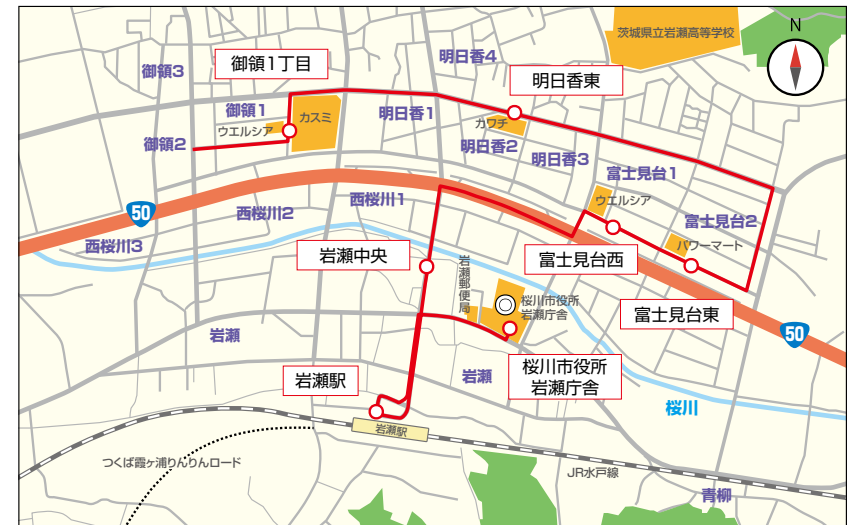 茨城県立岩瀬高等学校
N
御領3
御領1丁目
明日香4
明日香東
御領1
カスミ
ウエルシア
明日香1
カワチ
御領2
明日香2
明日香3
富士見台1
ウエルシア
西桜川1
西桜川2
50
富士見台2
西桜川3
パワーマート
岩瀬中央
岩瀬郵便局
富士見台西
桜川市役所
岩瀬庁舎
富士見台東
50
岩瀬
岩瀬駅
岩瀬
桜川市役所
岩瀬庁舎
桜川
岩瀬駅
つくば霞ヶ浦りんりんロード
JR水戸線
青柳